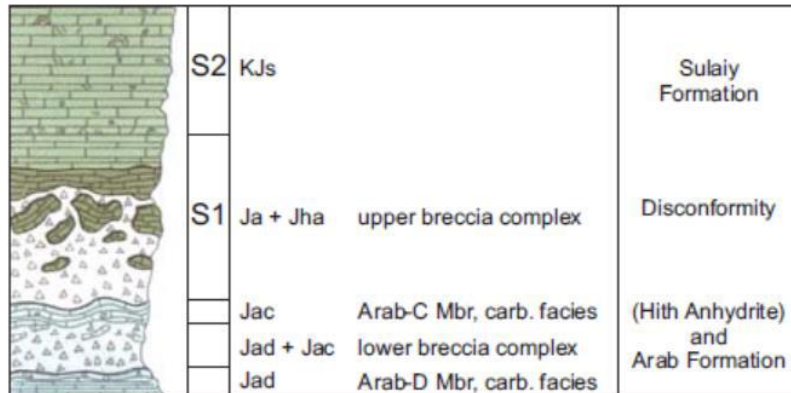 S2 KJs Sulaiy
Formation
S1 Ja + Jha upper breccia complex Disconformity
Jac Arab-C Mbr, carb. facies (Hith Anhydrite)
and
Jad + Jac lower breccia complex Arab Formation
Jad Arab-D Mbr, carb. facies